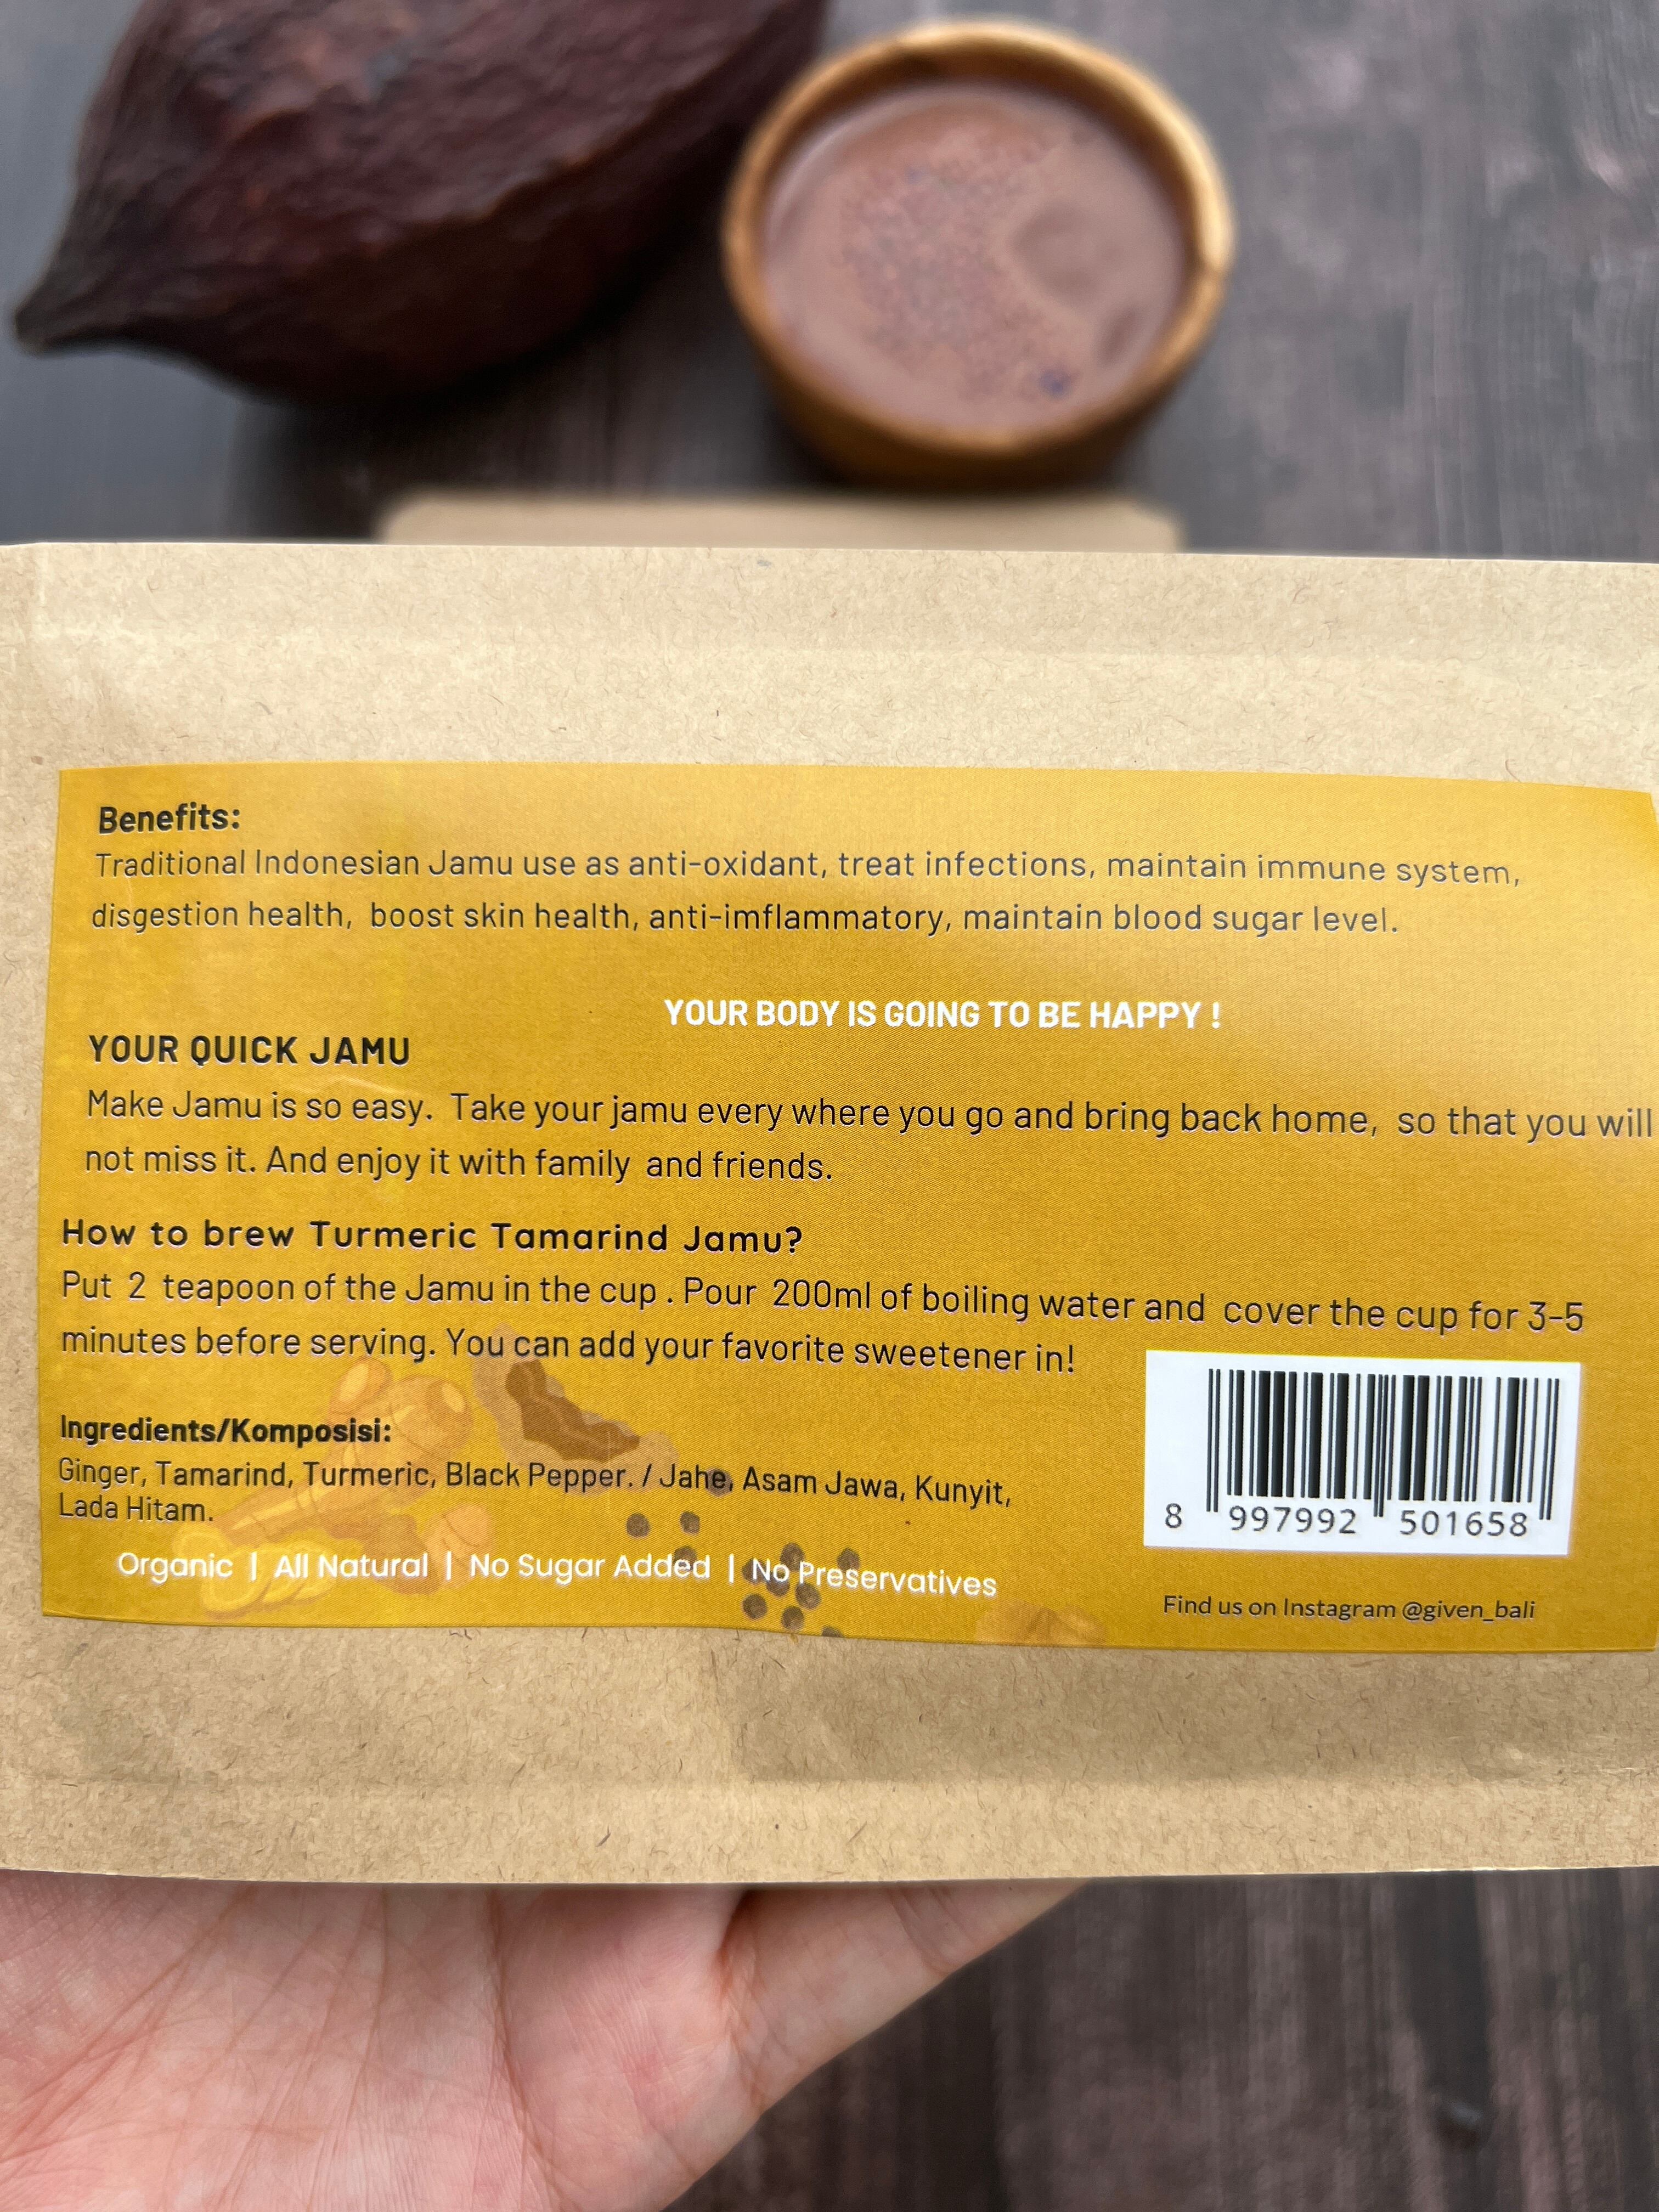 Benefits:
Traditional Indonesian Jamu use as anti-oxidant, treat infections, maintain immune system,
disgestion health, boost skin health, anti-imflammatory, maintain blood sugar level.
YOUR BODY IS GOING TO BE HAPPY !
YOUR QUICK JAMU
Make Jamu is so easy. Take your jamu every where you go and bring back home, so that you will
not miss it. And enjoy it with family and friends.
How to brew Turmeric Tamarind Jamu?
Put 2 teapoon of the Jamu in the cup . Pour 200ml of boiling water and cover the cup for 3-5
minutes before serving. You can add your favorite sweetener in!
Ingredients/Komposisi:
Ginger, Tamarind, Turmeric, Black Pepper. / Jahe, Asam Jawa, Kunyit,
Lada Hitam.
8 997992 501658
Organic | All Natural | No Sugar Added | No Preservatives
Find us on Instagram @given_bali